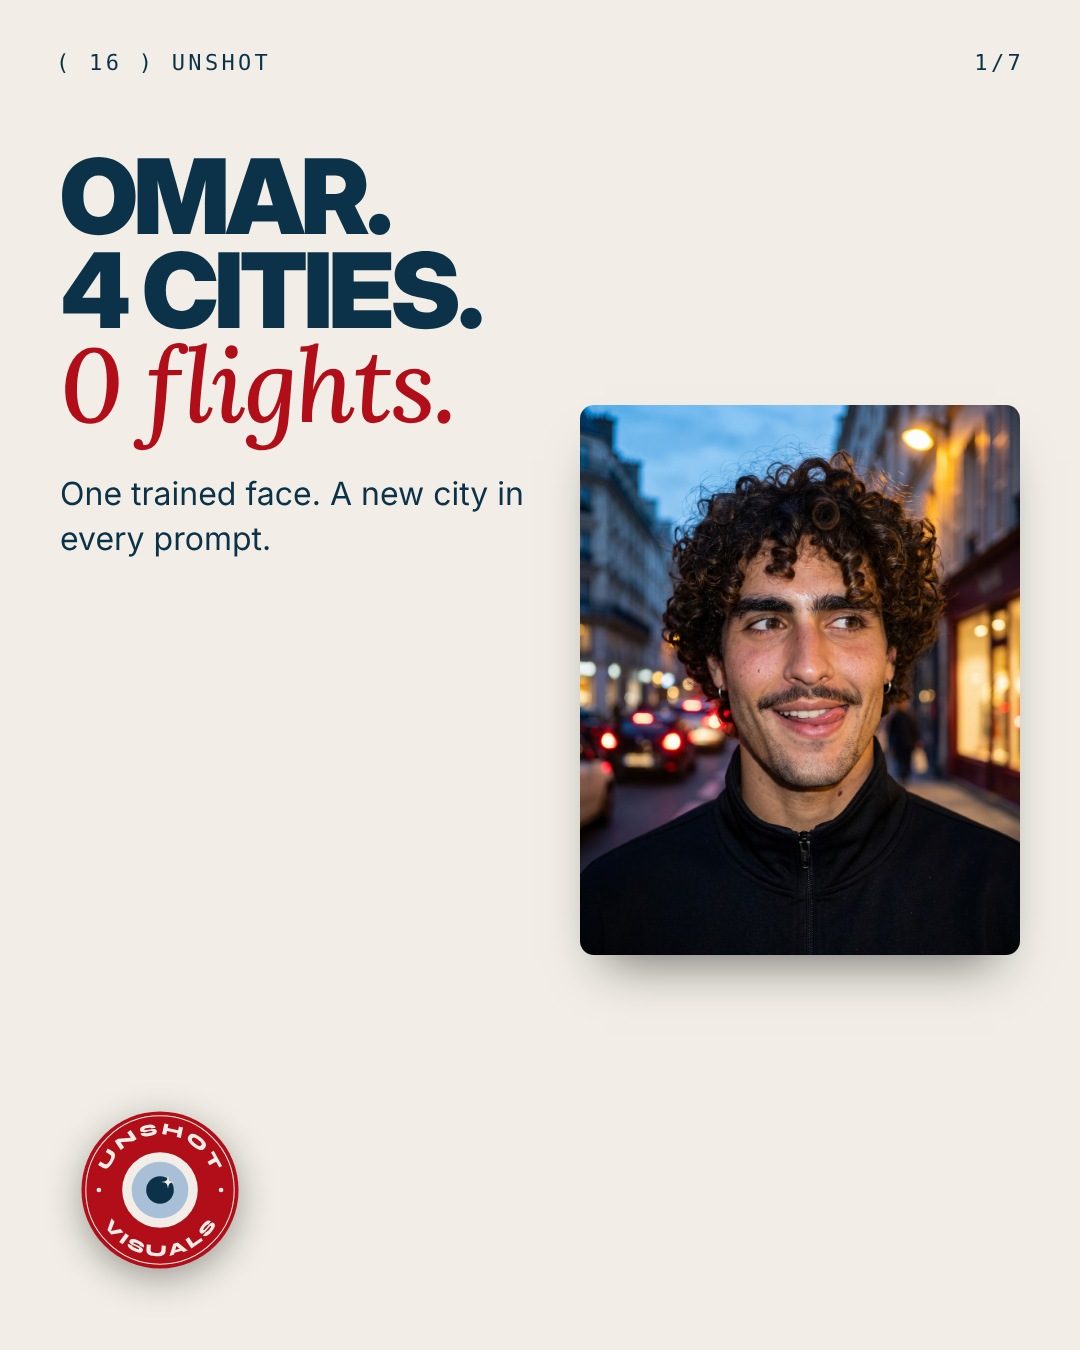 ( 16 ) UNSHOT
1/7
OMAR.
4 CITIES.
0 flights.
One trained face. A new city in
every prompt.
UNSHOT
VISUALS